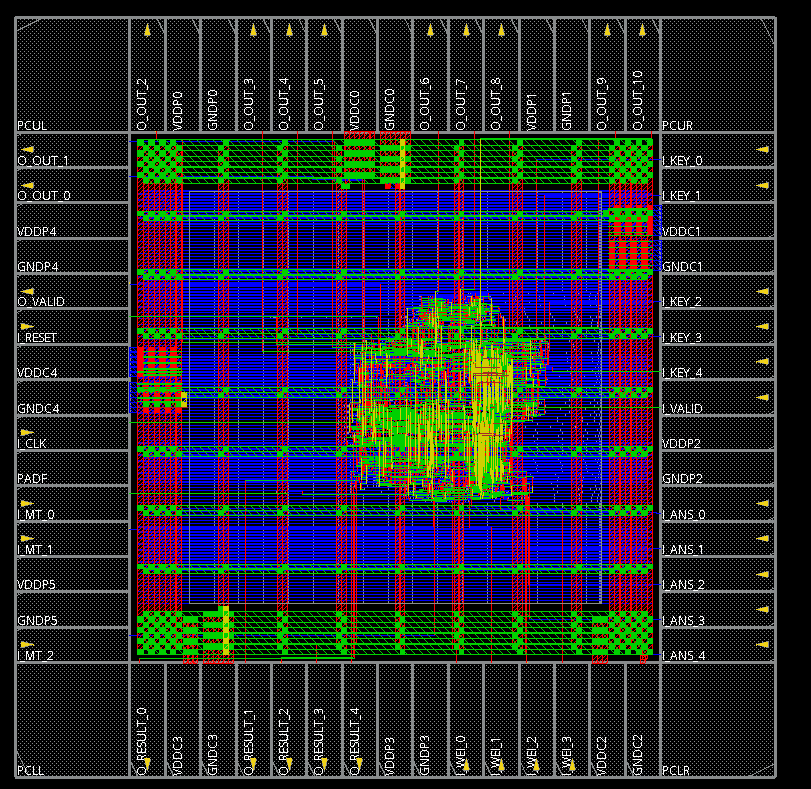 O_OUT_2
VDDP0
GNDP0
O_OUT_3
O_OUT_4
O_OUT_5
VDDC0
GNDC0
O_OUT_6
O_OUT_7
O_OUT_8
VDDP1
GNDP1
O_OUT_9
O_OUT_10
PCUL
PCUR
O_OUT_1
I_KEY_0
O_OUT_0
I_KEY_1
VDDP4
VDDC1
GNDP4
GNDC1
O_VALID
I_KEY_2
I_RESET
I_KEY_3
VDDC4
I_KEY_4
GNDC4
I_VALID
I_CLK
VDDP2
PADF
GNDP2
I_MT_0
I_ANS_0
I_MT_1
I_ANS_1
VDDP5
I_ANS_2
GNDP5
I_ANS_3
I_MT_2
I_ANS_4
O_RESULT_0
VDDC3
GNDC3
O_RESULT_1
O_RESULT_2
O_RESULT_3
O_RESULT_4
VDDP3
GNDP3
I_WEI_0
I_WEI_1
I_WEI_2
I_WEI_3
VDDC2
GNDC2
PCLL
PCLR